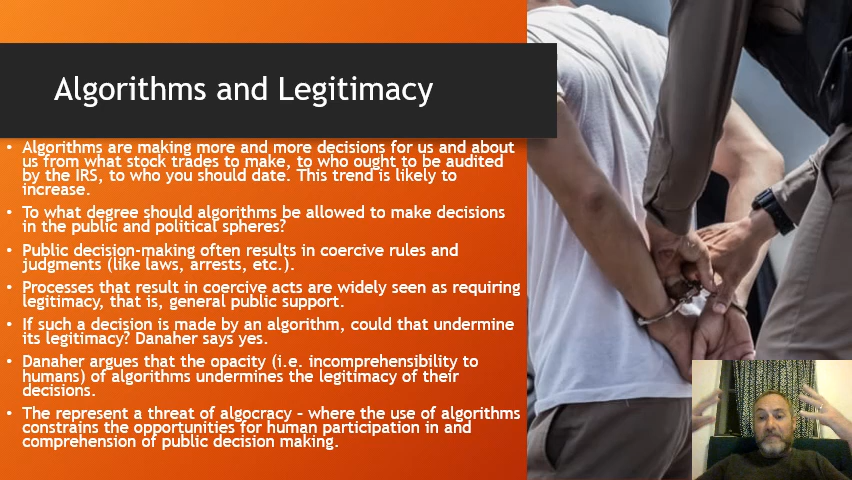 Algorithms and Legitimacy
• Algorithms are making more and more decisions for us and about
us from what stock trades to make, to who ought to be audited
by the IRS, to who you should date. This trend is likely to
increase.
• To what degree should algorithms be allowed to make decisions
in the public and political spheres?
• Public decision-making often results in coercive rules and
judgments (like laws, arrests, etc.).
• Processes that result in coercive acts are widely seen as requiring
legitimacy, that is, general public support.
• If such a decision is made by an algorithm, could that undermine
its legitimacy? Danaher says yes.
• Danaher argues that the opacity (i.e. incomprehensibility to
humans) of algorithms undermines the legitimacy of their
decisions.
• The represent a threat of algocracy – where the use of algorithms
constrains the opportunities for human participation in and
comprehension of public decision making.